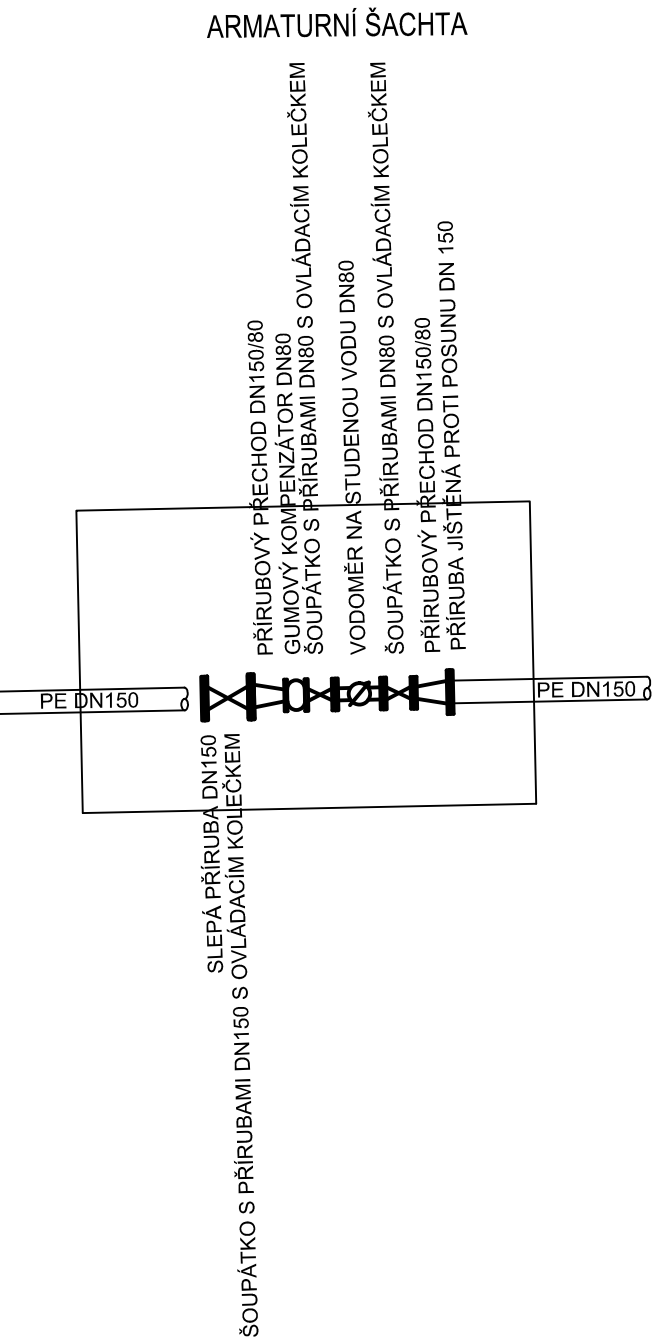 ARMATURNÍ ŠACHTA
PŘÍRUBOVÝ PŘECHOD DN150/80
GUMOVÝ KOMPENZÁTOR DN80
ŠOUPÁTKO S PŘÍRUBAMI DN80 S OVLÁDACÍM KOLEČKEM
VODOMĚR NA STUDENOU VODU DN80
ŠOUPÁTKO S PŘÍRUBAMI DN80 S OVLÁDACÍM KOLEČKEM
PŘÍRUBOVÝ PŘECHOD DN150/80
PŘÍRUBA JIŠTĚNÁ PROTI POSUNU DN 150
PE DN150
PE DN150
SLEPÁ PŘÍRUBA DN150
ŠOUPÁTKO S PŘÍRUBAMI DN150 S OVLÁDACÍM KOLEČKEM